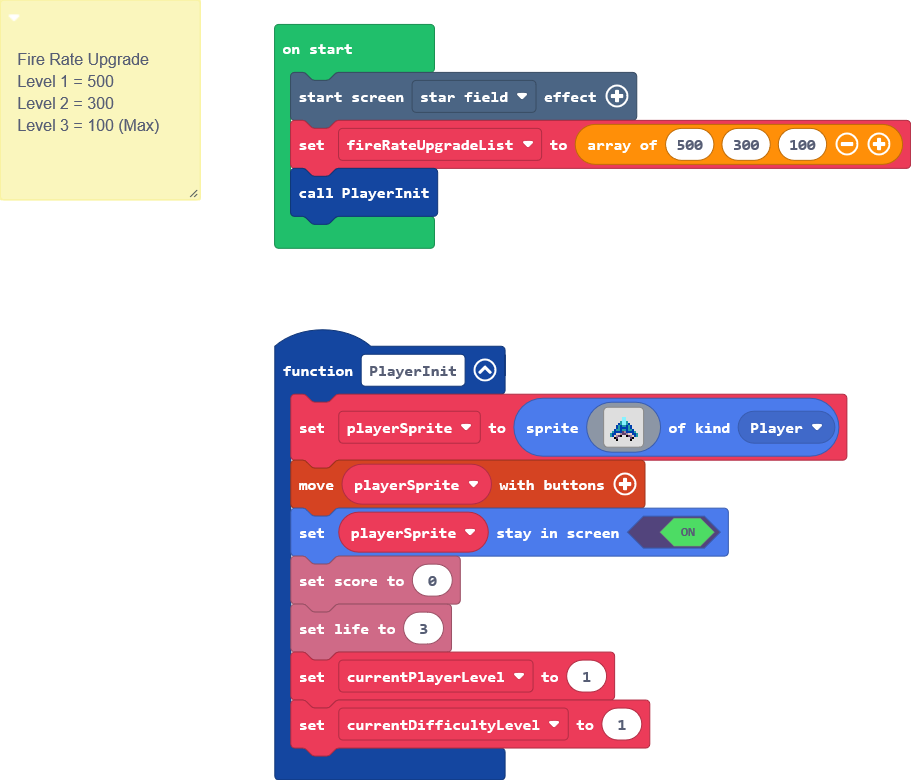 Fire Rate Upgrade
Level 1 = 500
Level 2 = 300
Level 3 = 100 (Max)
on start
start screen star field effect
set fireRateUpgradeList to array of 500 300 100
call PlayerInit
function PlayerInit
set playerSprite to sprite of kind Player
move playerSprite with buttons
set playerSprite stay in screen ON
set score to 0
set life to 3
set currentPlayerLevel to 1
set currentDifficultyLevel to 1